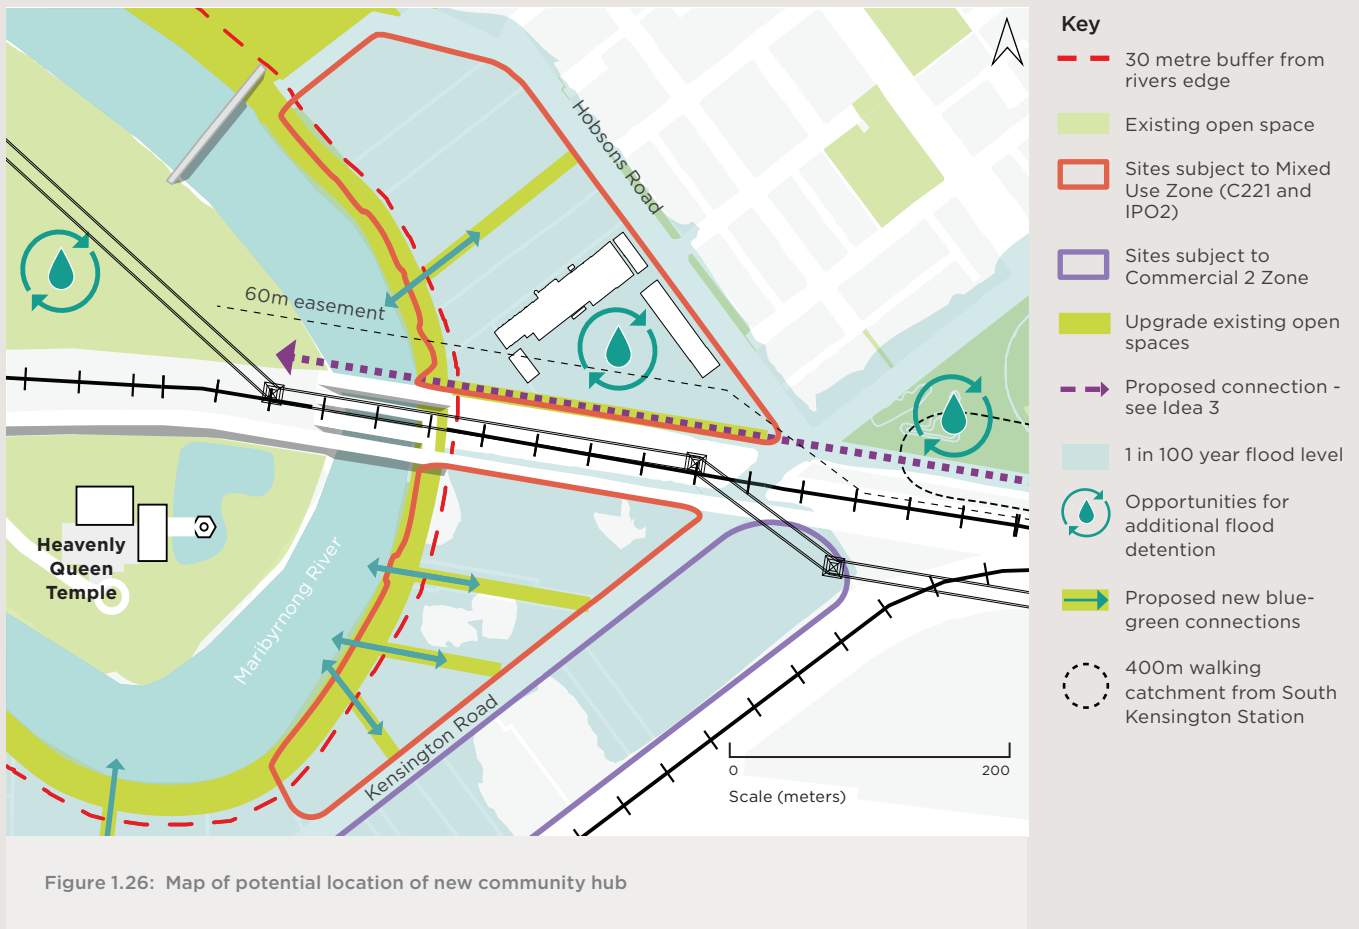 Hobsons Road
60m easement
Heavenly
Queen
Temple
Maribyrnong River
Kensington Road
0
200
Scale (meters)
Figure 1.26: Map of potential location of new community hub
Key
30 metre buffer from
rivers edge
Existing open space
Sites subject to Mixed
Use Zone (C221 and
IPO2)
Sites subject to
Commercial 2 Zone
Upgrade existing open
spaces
Proposed connection -
see Idea 3
1 in 100 year flood level
Opportunities for
additional flood
detention
Proposed new blue-
green connections
400m walking
catchment from South
Kensington Station